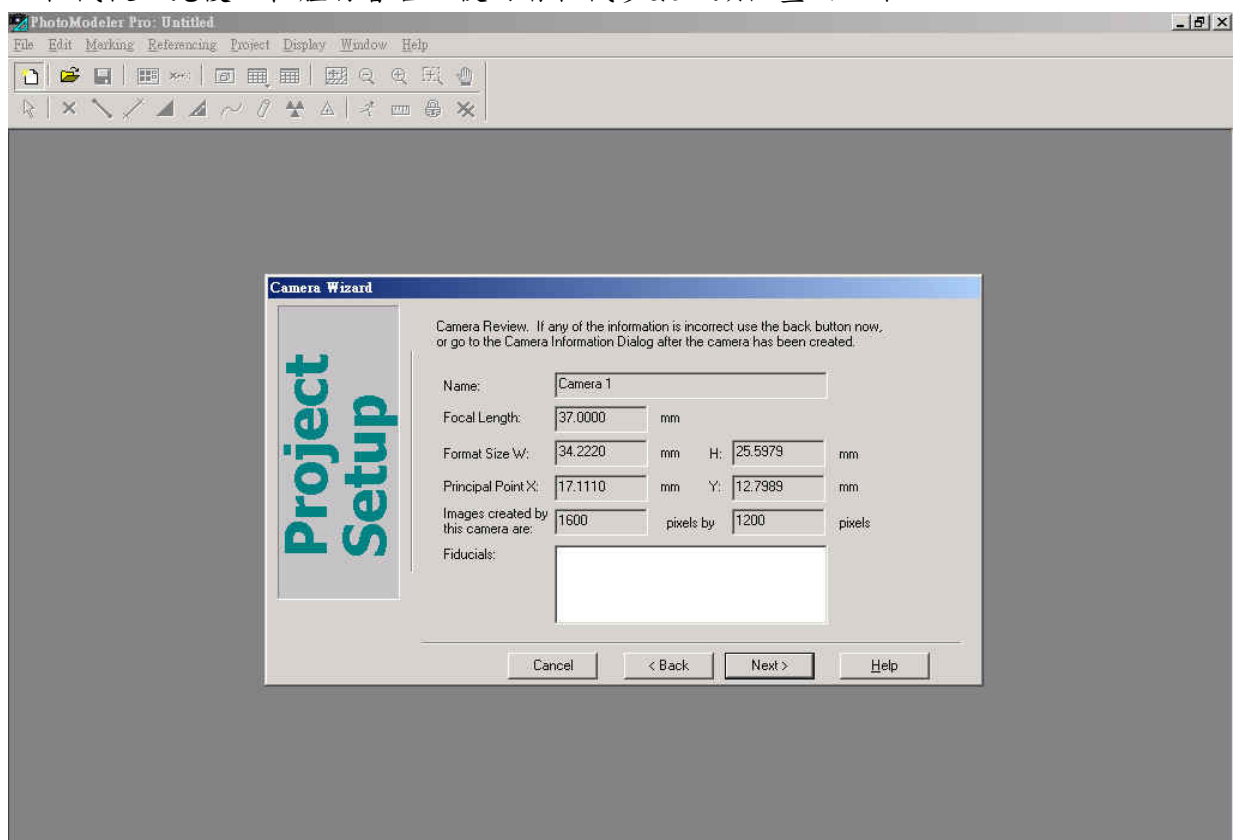 PhotoModeler Pro: Untitled
File Edit Marking Referencing Project Display Window Help
Camera Wizard
Project Setup
Camera Review. If any of the information is incorrect use the back button now,
or go to the Camera Information Dialog after the camera has been created.
Name: Camera 1
Focal Length: 37.0000 mm
Format Size W: 34.2220 mm H: 25.5979 mm
Principal Point X: 17.1110 mm Y: 12.7989 mm
Images created by
this camera are: 1600 pixels by 1200 pixels
Fiducials:
Cancel < Back Next > Help